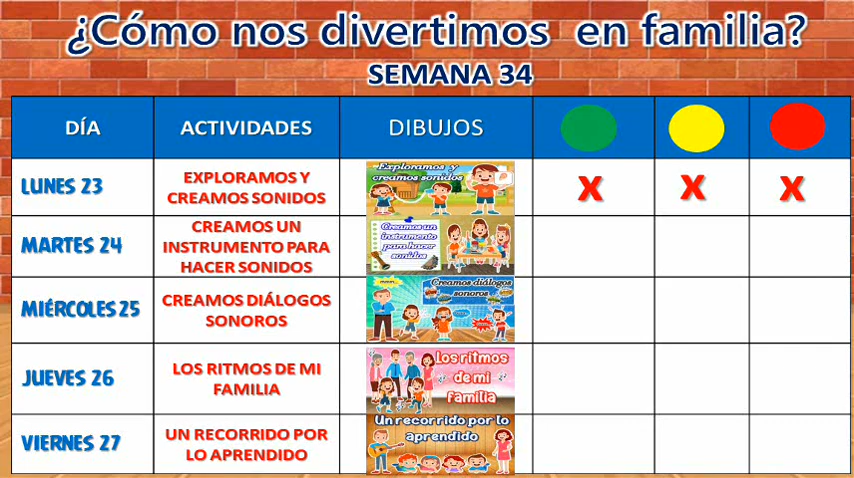 ¿Cómo nos divertimos en familia?
SEMANA 34
DÍA
ACTIVIDADES
DIBUJOS
LUNES 23
EXPLORAMOS Y
CREAMOS SONIDOS
Exploramos y
creamos sonidos
X
X
X
MARTES 24
CREAMOS UN
INSTRUMENTO PARA
HACER SONIDOS
Creamos un
instrumento
para hacer
sonidos
MIÉRCOLES 25
CREAMOS DIÁLOGOS
SONOROS
Creamos diálogos
sonoros
JUEVES 26
LOS RITMOS DE MI
FAMILIA
Los ritmos
de mi
familia
VIERNES 27
UN RECORRIDO POR
LO APRENDIDO
Un recorrido por lo
aprendido